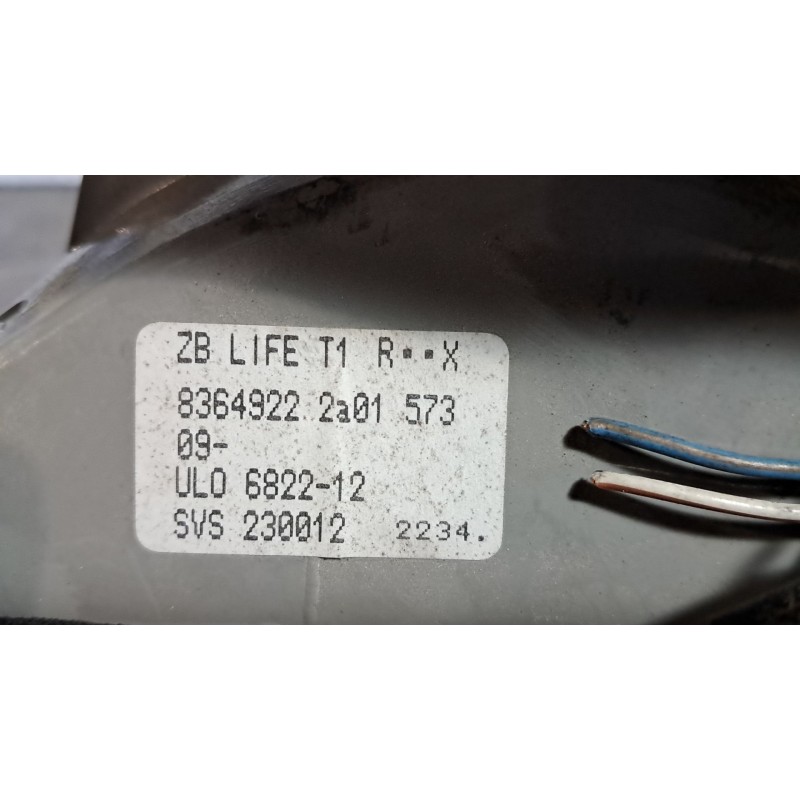 ZB LIFE T1 R··X
8364922 2a01 573
09-
ULO 6822-12
SVS 230012 2234.